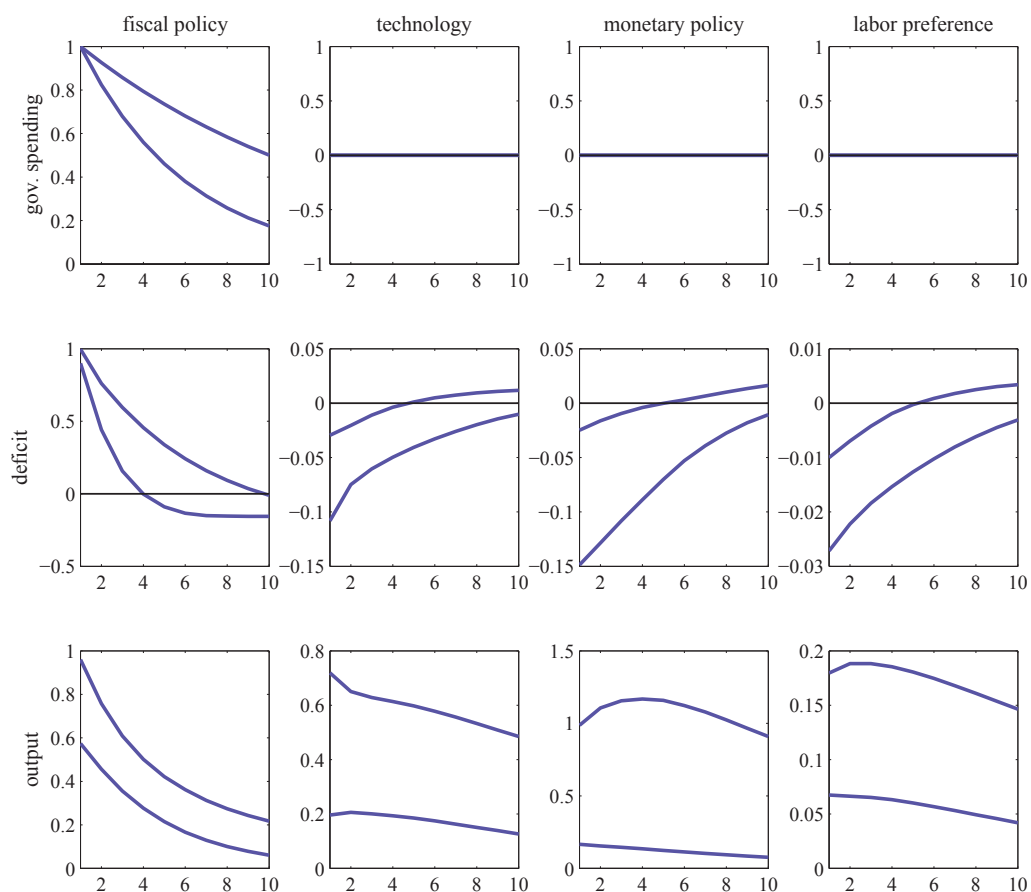 fiscal policy technology monetary policy labor preference
gov. spending
1 0.8 0.6 0.4 0.2 0
1 0.5 0 −0.5 −1
1 0.5 0 −0.5 −1
1 0.5 0 −0.5 −1
2 4 6 8 10 2 4 6 8 10 2 4 6 8 10 2 4 6 8 10
deficit
1 0.5 0 −0.5
0.05 0 −0.05 −0.1 −0.15
0.05 0 −0.05 −0.1 −0.15
0.01 0 −0.01 −0.02 −0.03
2 4 6 8 10 2 4 6 8 10 2 4 6 8 10 2 4 6 8 10
output
1 0.8 0.6 0.4 0.2 0
0.8 0.6 0.4 0.2 0
1.5 1 0.5 0
0.2 0.15 0.1 0.05 0
2 4 6 8 10 2 4 6 8 10 2 4 6 8 10 2 4 6 8 10